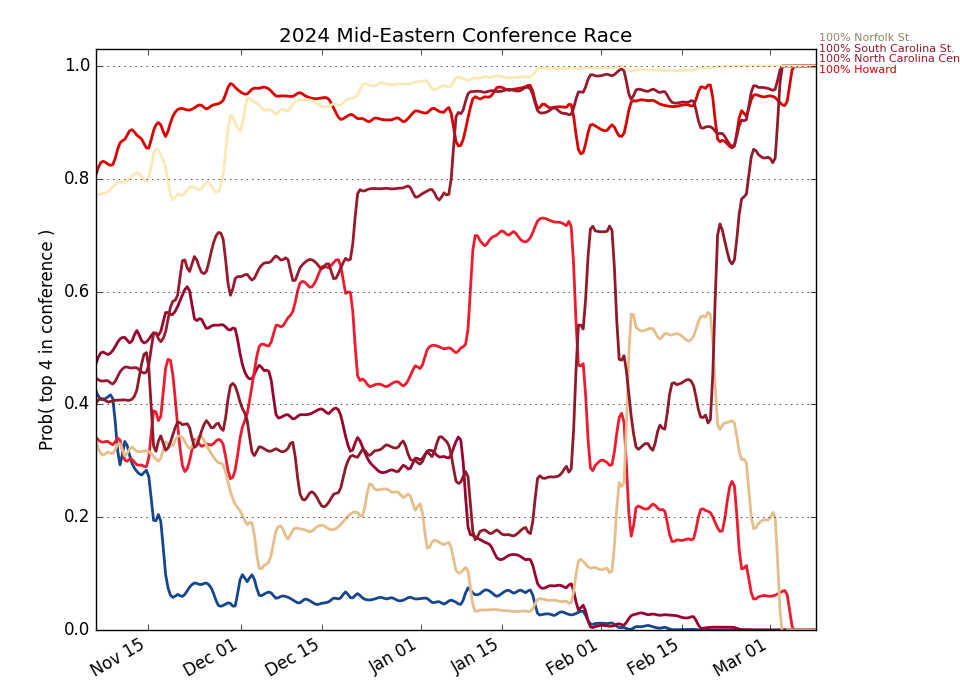 2024 Mid-Eastern Conference Race
100% Norfolk St.
100% South Carolina St.
100% North Carolina Cen
100% Howard
Prob( top 4 in conference )
1.0
0.8
0.6
0.4
0.2
0.0
Nov 15
Dec 01
Dec 15
Jan 01
Jan 15
Feb 01
Feb 15
Mar 01